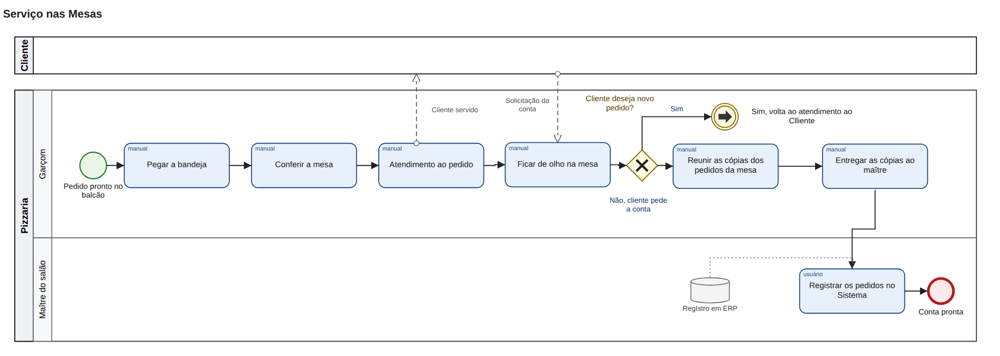 Serviço nas Mesas
Cliente
Pizzaria
Garçom
Maître do salão
Cliente servido
Solicitação da
conta
Cliente deseja novo
pedido?
Sim
Sim, volta ao atendimento ao
Clliente
Pedido pronto no
balcão
manual
Pegar a bandeja
manual
Conferir a mesa
manual
Atendimento ao pedido
manual
Ficar de olho na mesa
Não, cliente pede
a conta
manual
Reunir as cópias dos
pedidos da mesa
manual
Entregar as cópias ao
maître
RegIstro em ERP
usuário
Registrar os pedidos no
Sistema
Conta pronta